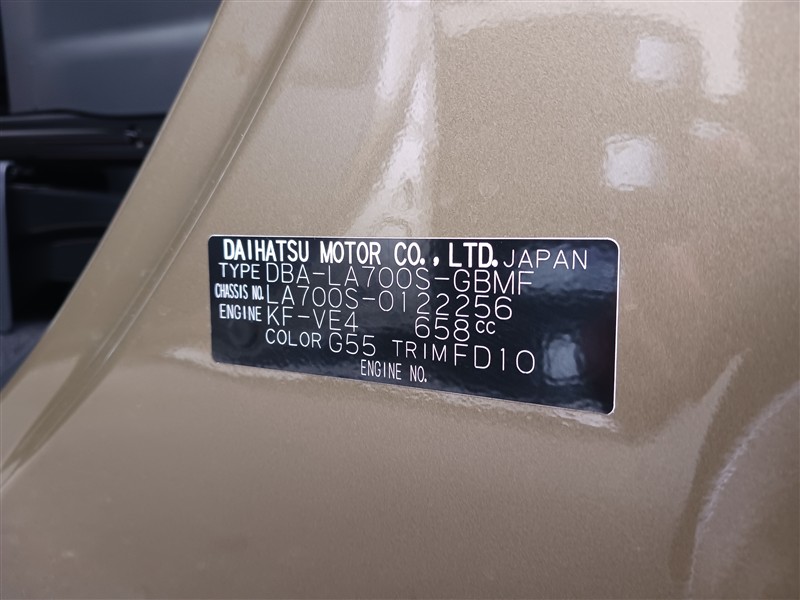 DAIHATSU MOTOR CO., LTD. JAPAN
TYPE DBA-LA700S-GBMF
CHASSIS NO. LA700S-0122256
ENGINE KF-VE4 658cc
COLOR G55 TRIM FD10
ENGINE NO.